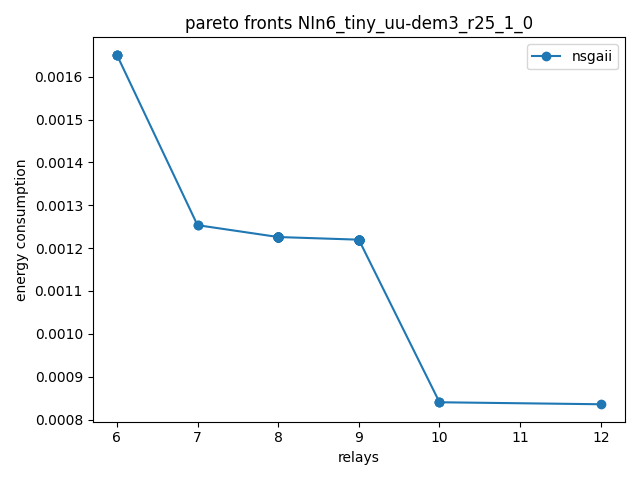 pareto fronts NIn6_tiny_uu-dem3_r25_1_0
nsgaii
0.0016
0.0015
0.0014
0.0013
0.0012
0.0011
0.0010
0.0009
0.0008
energy consumption
6 7 8 9 10 11 12
relays